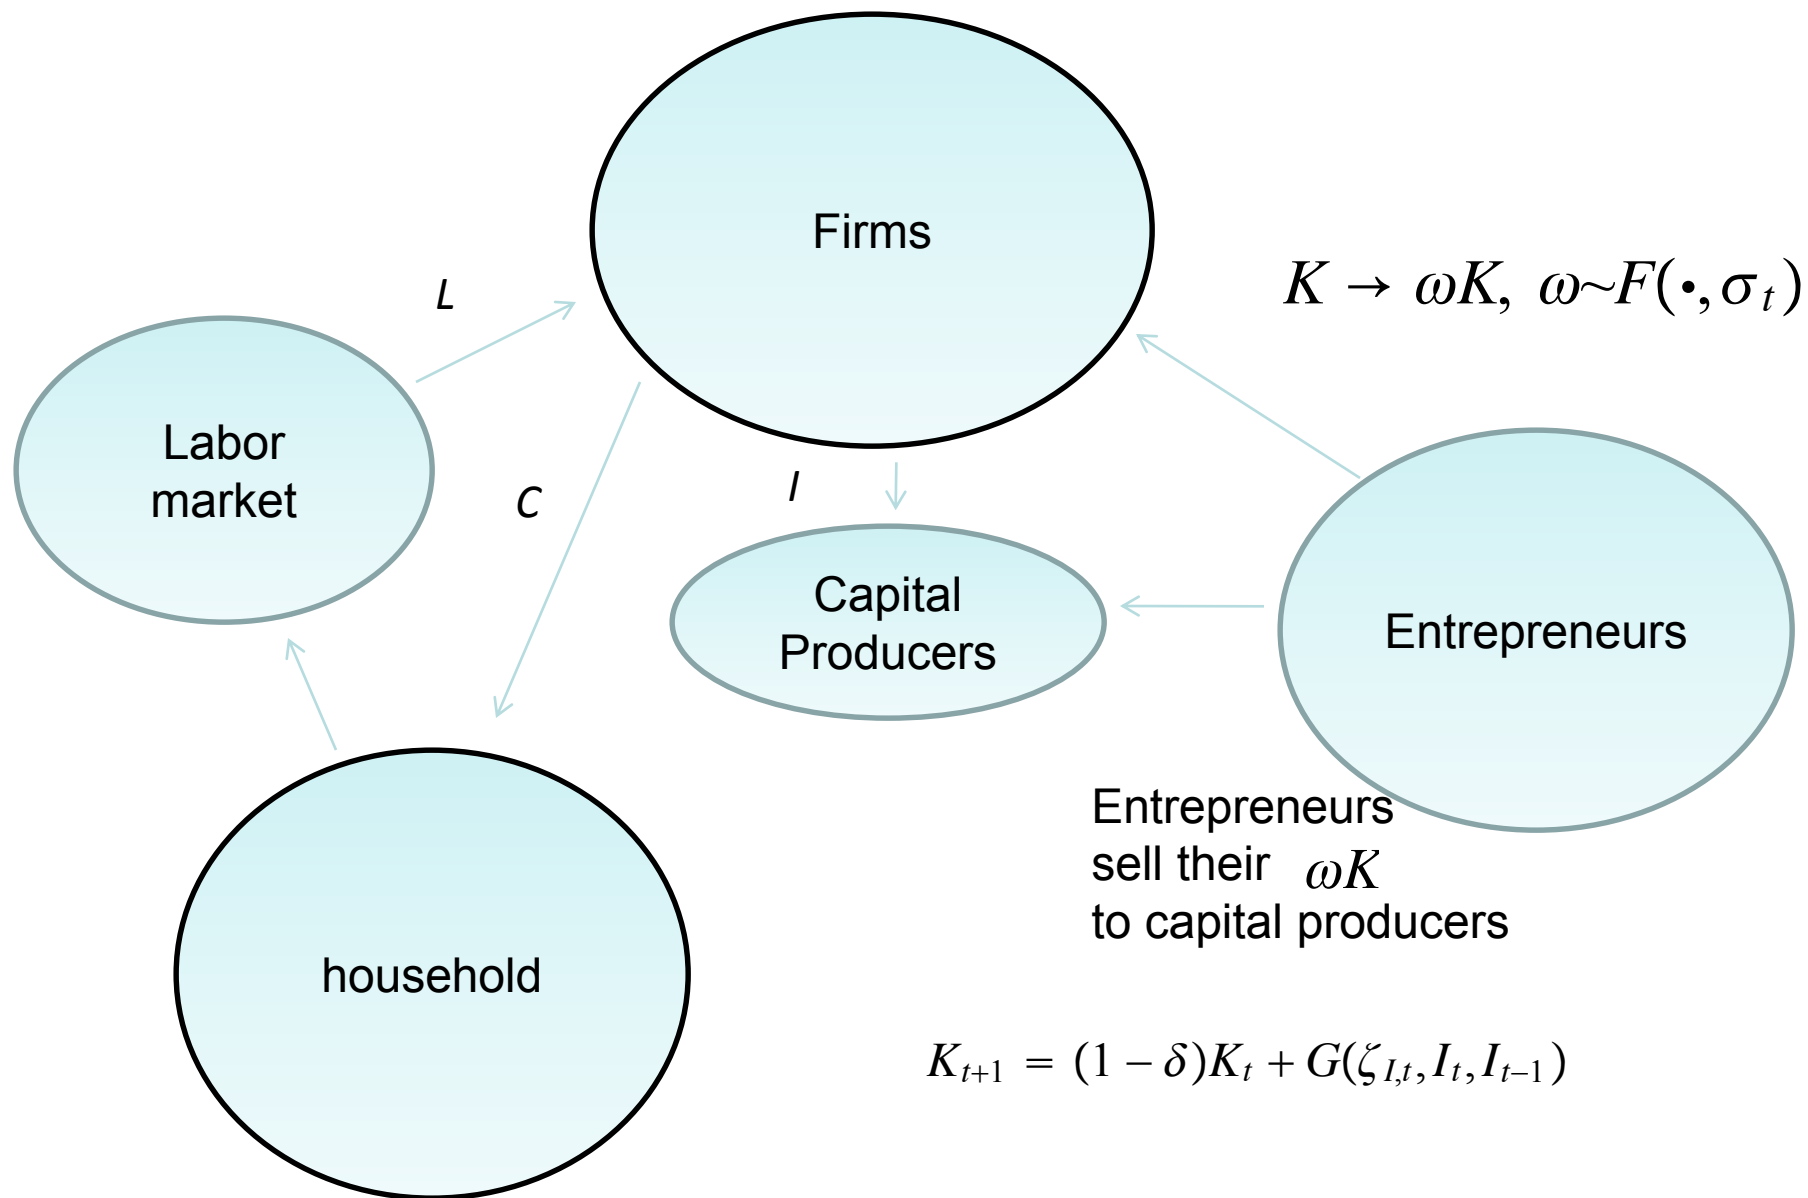 Firms
K → ωK, ω~F(•,σ_t)
L
Labor
market
C
I
Capital
Producers
Entrepreneurs
Entrepreneurs
sell their ωK
to capital producers
household
K_{t+1} = (1 − δ)K_t + G(ζ_{I,t}, I_t, I_{t−1})